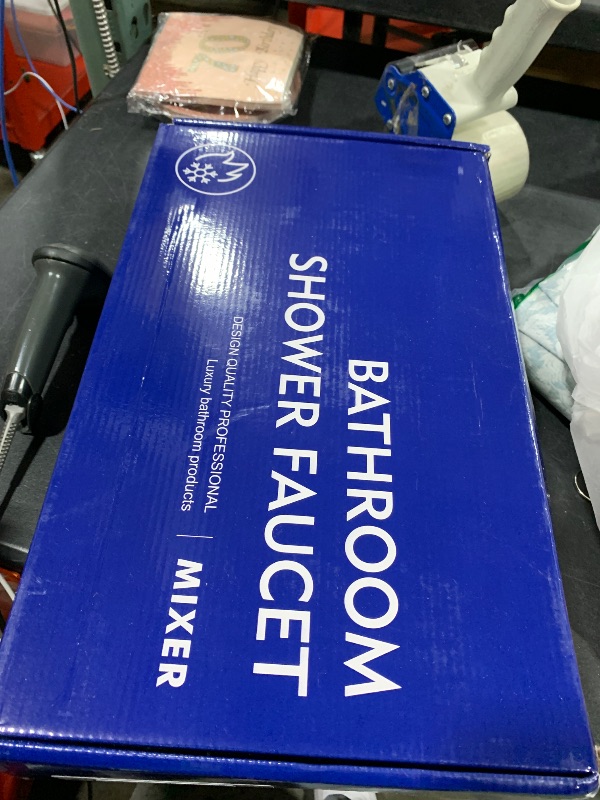 BATHROOM
SHOWER FAUCET
DESIGN QUALITY PROFESSIONAL
Luxury bathroom products
MIXER